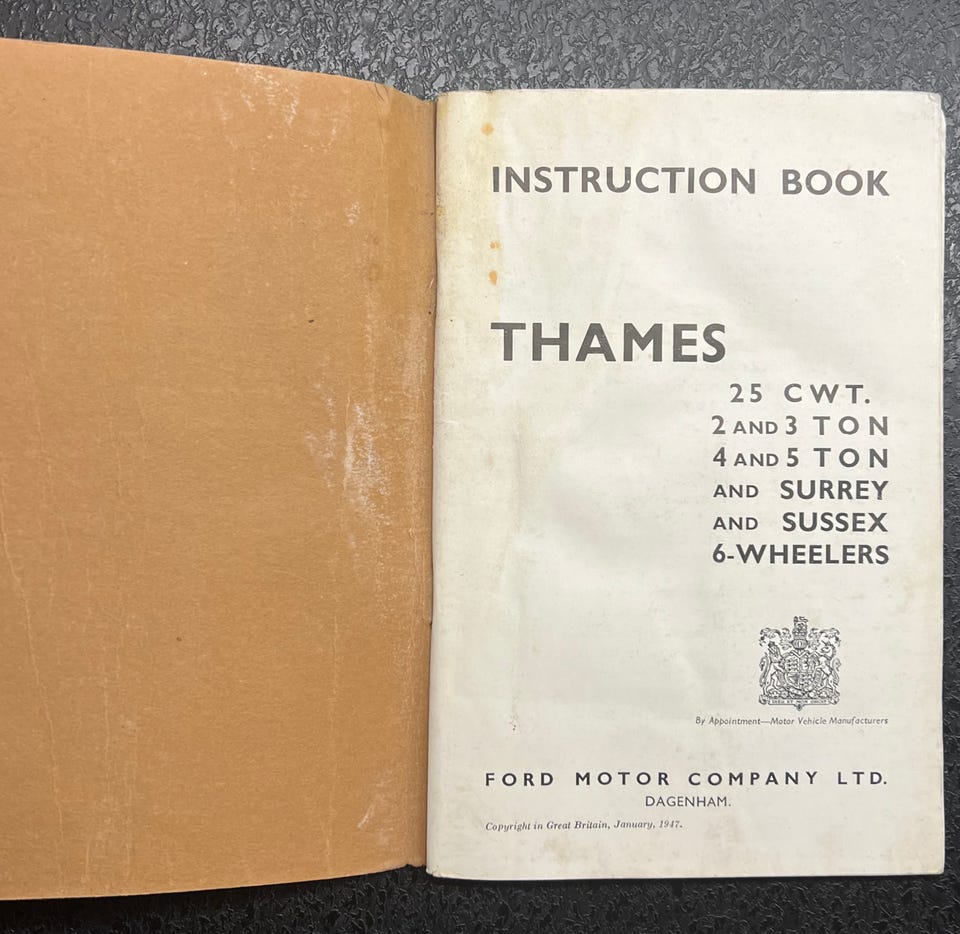 INSTRUCTION BOOK
THAMES
25 CWT.
2 AND 3 TON
4 AND 5 TON
AND SURREY
AND SUSSEX
6-WHEELERS
By Appointment—Motor Vehicle Manufacturers
FORD MOTOR COMPANY LTD.
DAGENHAM.
Copyright in Great Britain, January, 1947.